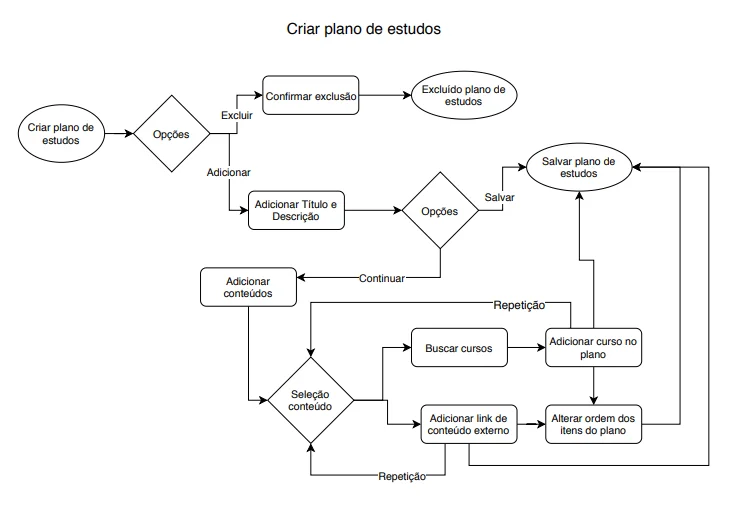 Criar plano de estudos
Criar plano de
estudos
Opções
Excluir
Confirmar exclusão
Excluído plano de
estudos
Adicionar
Adicionar Título e
Descrição
Opções
Salvar
Salvar plano de
estudos
Continuar
Adicionar
conteúdos
Repetição
Seleção
conteúdo
Buscar cursos
Adicionar curso no
plano
Adicionar link de
conteúdo externo
Alterar ordem dos
itens do plano
Repetição